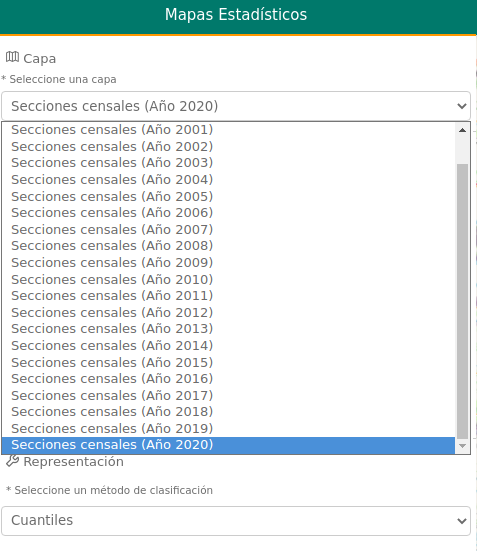 Mapas Estadísticos
Capa
* Seleccione una capa
Secciones censales (Año 2020)
Secciones censales (Año 2001)
Secciones censales (Año 2002)
Secciones censales (Año 2003)
Secciones censales (Año 2004)
Secciones censales (Año 2005)
Secciones censales (Año 2006)
Secciones censales (Año 2007)
Secciones censales (Año 2008)
Secciones censales (Año 2009)
Secciones censales (Año 2010)
Secciones censales (Año 2011)
Secciones censales (Año 2012)
Secciones censales (Año 2013)
Secciones censales (Año 2014)
Secciones censales (Año 2015)
Secciones censales (Año 2016)
Secciones censales (Año 2017)
Secciones censales (Año 2018)
Secciones censales (Año 2019)
Secciones censales (Año 2020)
Representación
* Seleccione un método de clasificación
Cuantiles